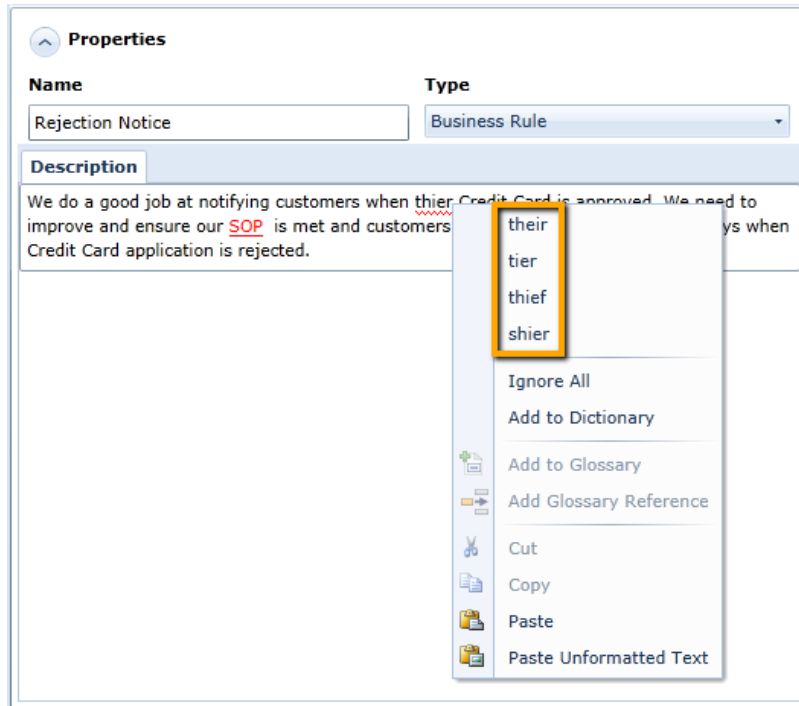 Properties
Name Type
Rejection Notice Business Rule
Description
We do a good job at notifying customers when thier Credit Card is approved. We need to
improve and ensure our SOP is met and customers ys when
Credit Card application is rejected.
their
tier
thief
shier
Ignore All
Add to Dictionary
Add to Glossary
Add Glossary Reference
Cut
Copy
Paste
Paste Unformatted Text